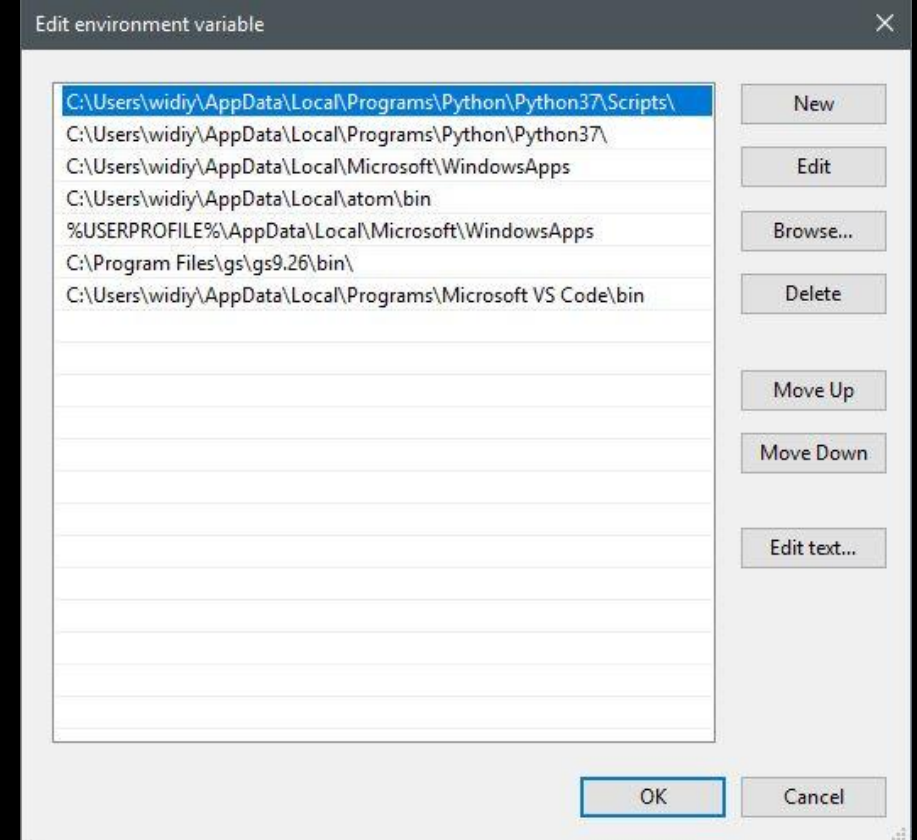 Edit environment variable
C:\Users\widiy\AppData\Local\Programs\Python\Python37\Scripts\
C:\Users\widiy\AppData\Local\Programs\Python\Python37\
C:\Users\widiy\AppData\Local\Microsoft\WindowsApps
C:\Users\widiy\AppData\Local\atom\bin
%USERPROFILE%\AppData\Local\Microsoft\WindowsApps
C:\Program Files\gs\gs9.26\bin\
C:\Users\widiy\AppData\Local\Programs\Microsoft VS Code\bin
New
Edit
Browse...
Delete
Move Up
Move Down
Edit text...
OK
Cancel